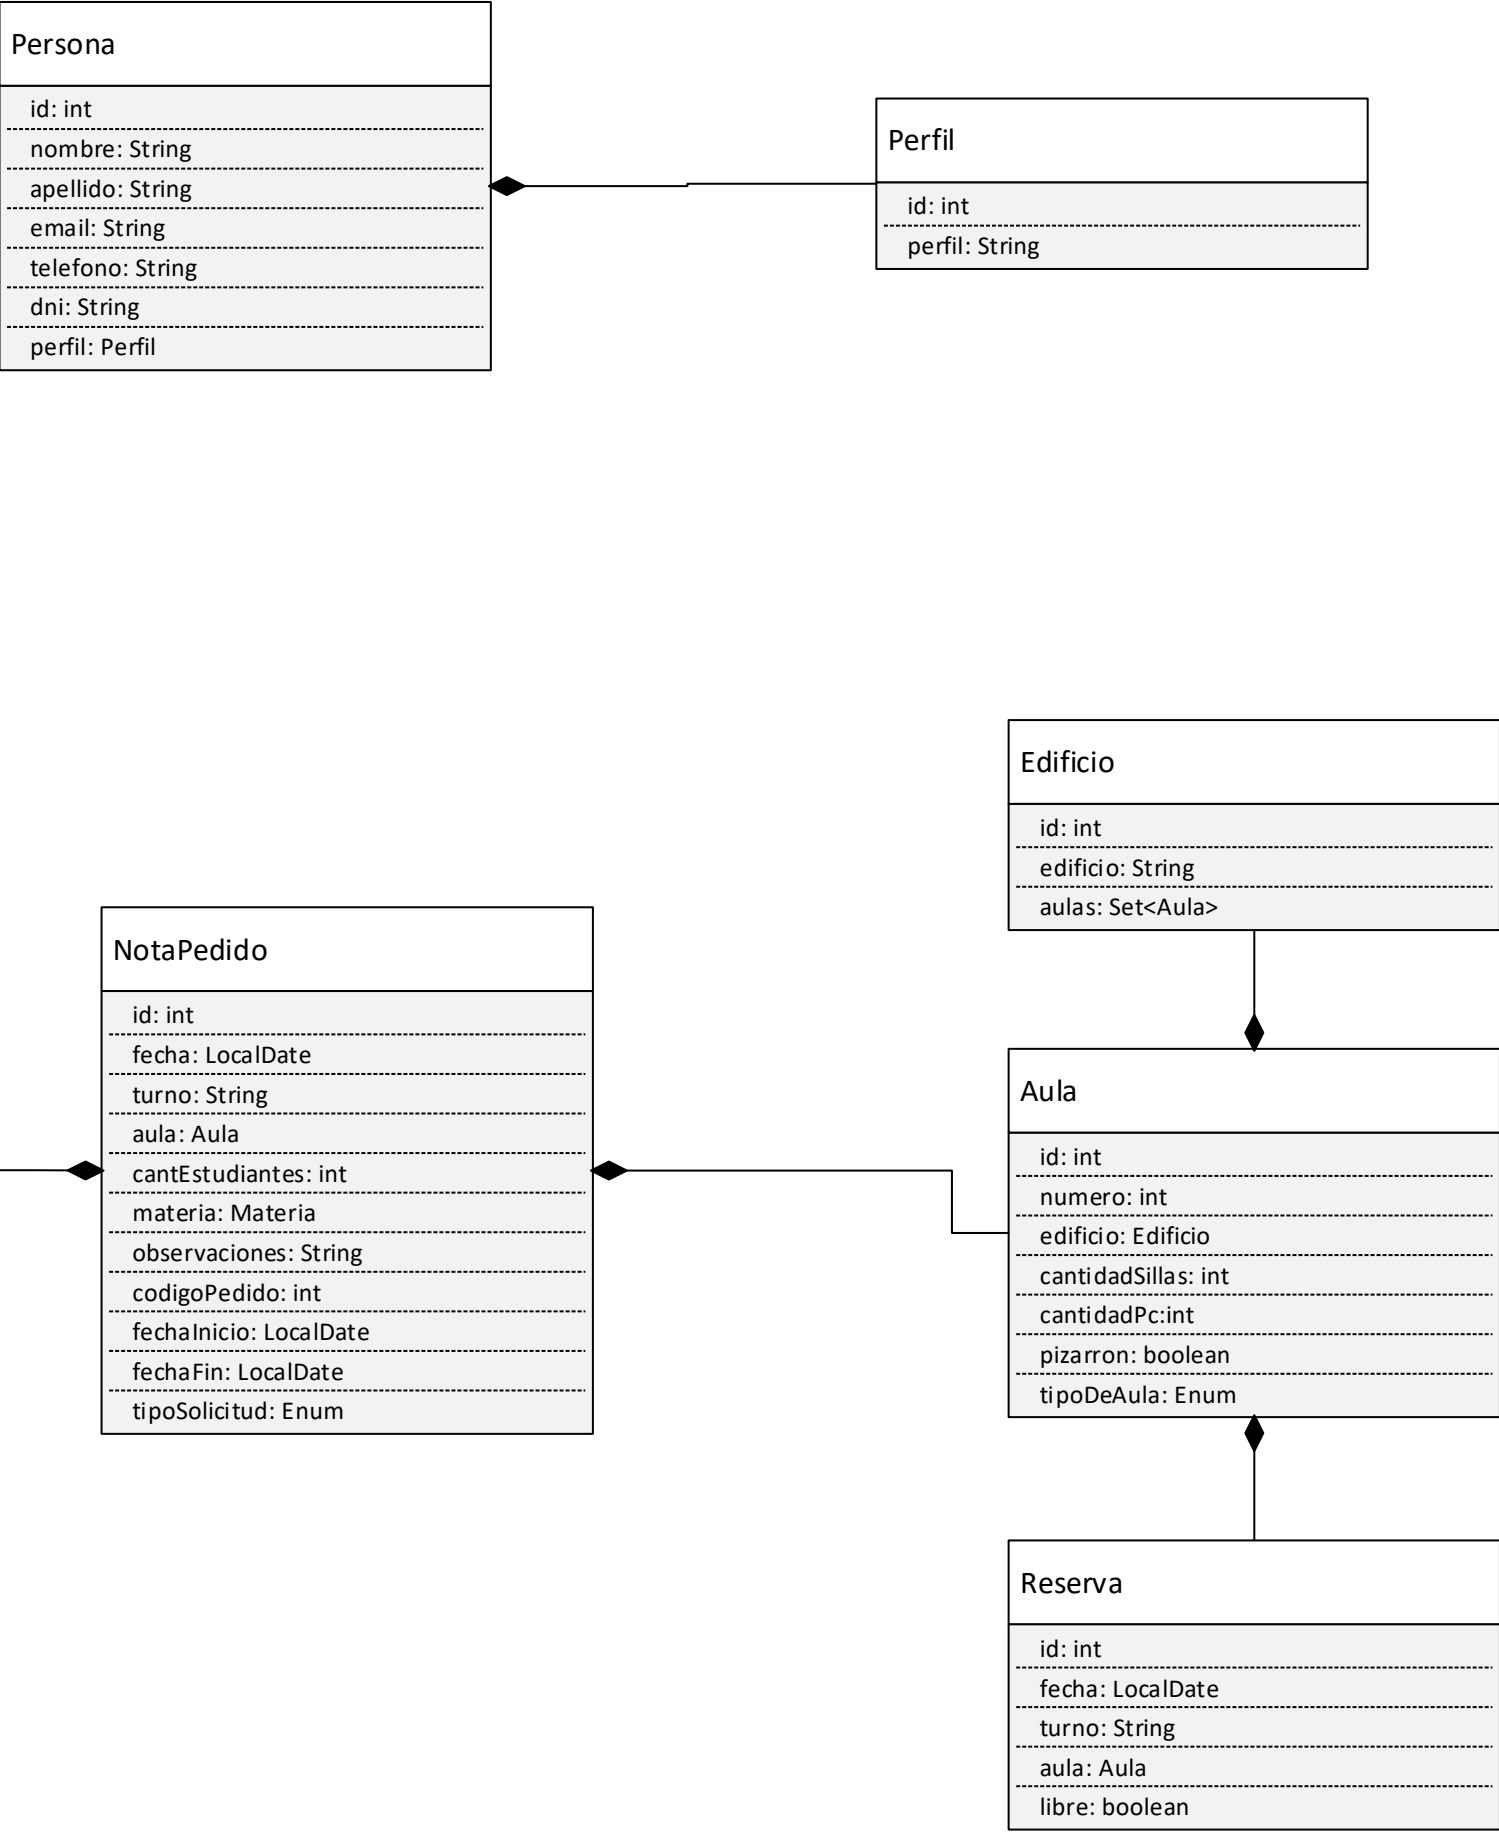 Persona
id: int
nombre: String
apellido: String
email: String
telefono: String
dni: String
perfil: Perfil
Perfil
id: int
perfil: String
Edificio
id: int
edificio: String
aulas: Set<Aula>
NotaPedido
id: int
fecha: LocalDate
turno: String
aula: Aula
cantEstudiantes: int
materia: Materia
observaciones: String
codigoPedido: int
fechaInicio: LocalDate
fechaFin: LocalDate
tipoSolicitud: Enum
Aula
id: int
numero: int
edificio: Edificio
cantidadSillas: int
cantidadPc:int
pizarron: boolean
tipoDeAula: Enum
Reserva
id: int
fecha: LocalDate
turno: String
aula: Aula
libre: boolean